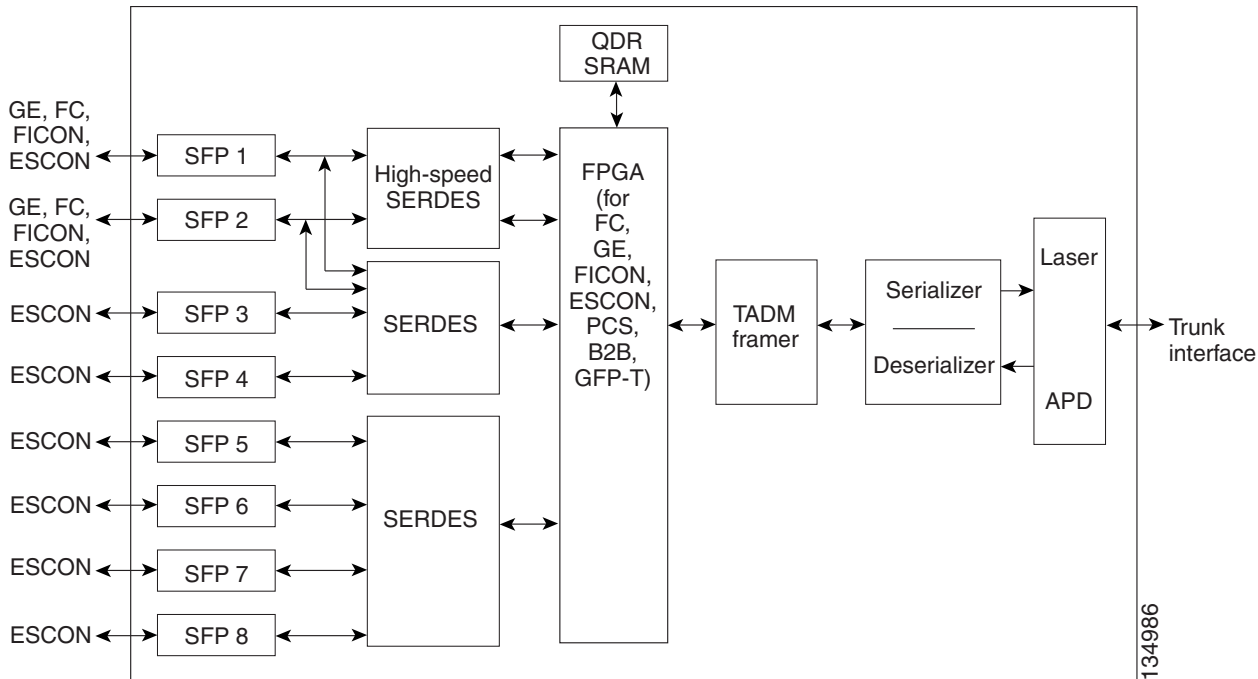 QDR
SRAM
GE, FC,
FICON,
ESCON
SFP 1
High-speed
SERDES
FPGA
(for
FC,
GE,
FICON,
ESCON,
PCS,
B2B,
GFP-T)
GE, FC,
FICON,
ESCON
SFP 2
ESCON
SFP 3
SERDES
ESCON
SFP 4
TADM
framer
Serializer
Deserializer
Laser
APD
Trunk
interface
ESCON
SFP 5
ESCON
SFP 6
SERDES
ESCON
SFP 7
ESCON
SFP 8
134986